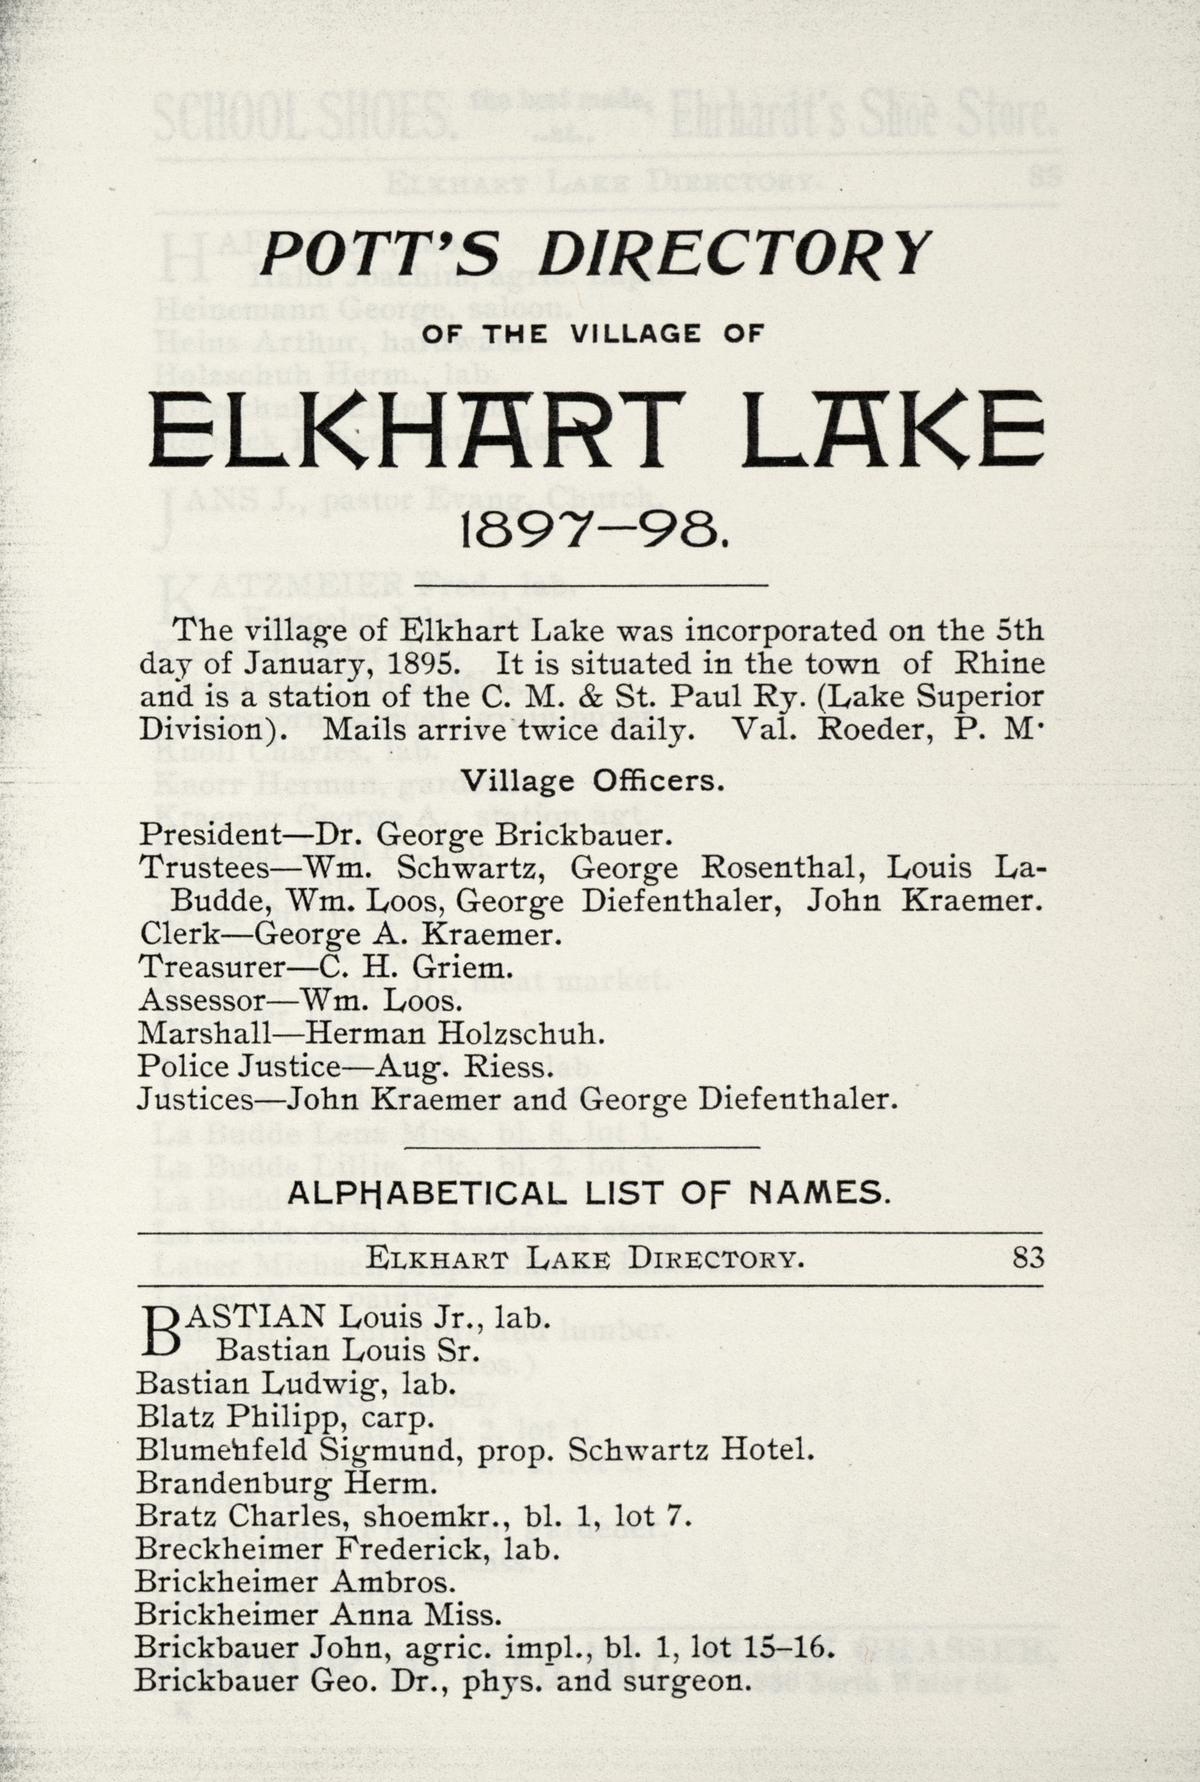 POTT'S DIRECTORY
OF THE VILLAGE OF
ELKHART LAKE
1897—98.
The village of Elkhart Lake was incorporated on the 5th
day of January, 1895. It is situated in the town of Rhine
and is a station of the C. M. & St. Paul Ry. (Lake Superior
Division). Mails arrive twice daily. Val. Roeder, P. M·
Village Officers.
President—Dr. George Brickbauer.
Trustees—Wm. Schwartz, George Rosenthal, Louis La-
Budde, Wm. Loos, George Diefenthaler, John Kraemer.
Clerk—George A. Kraemer.
Treasurer—C. H. Griem.
Assessor—Wm. Loos.
Marshall—Herman Holzschuh.
Police Justice—Aug. Riess.
Justices—John Kraemer and George Diefenthaler.
ALPHABETICAL LIST OF NAMES.
ELKHART LAKE DIRECTORY. 83
BASTIAN Louis Jr., lab.
Bastian Louis Sr.
Bastian Ludwig, lab.
Blatz Philipp, carp.
Blumenfeld Sigmund, prop. Schwartz Hotel.
Brandenburg Herm.
Bratz Charles, shoemkr., bl. 1, lot 7.
Breckheimer Frederick, lab.
Brickheimer Ambros.
Brickheimer Anna Miss.
Brickbauer John, agric. impl., bl. 1, lot 15-16.
Brickbauer Geo. Dr., phys. and surgeon.